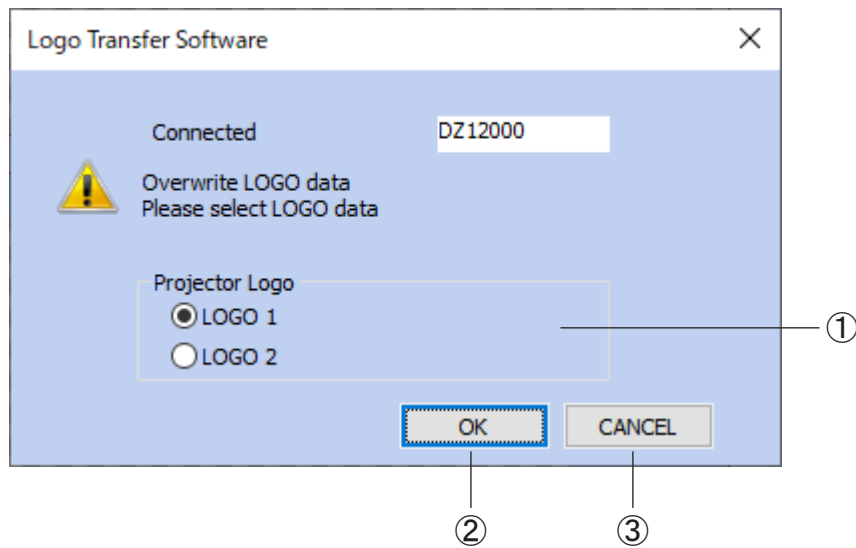 Logo Transfer Software
Connected DZ12000
Overwrite LOGO data
Please select LOGO data
Projector Logo
LOGO 1
①
LOGO 2
OK CANCEL
② ③